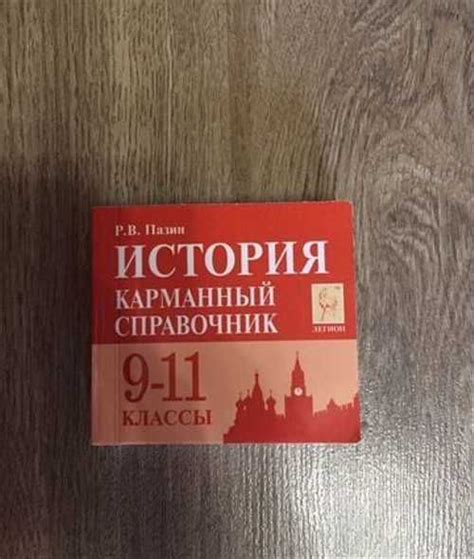 Р.В. Пазин
ИСТОРИЯ
КАРМАННЫЙ
СПРАВОЧНИК
ЛЕГИОН
9-11
КЛАССЫ